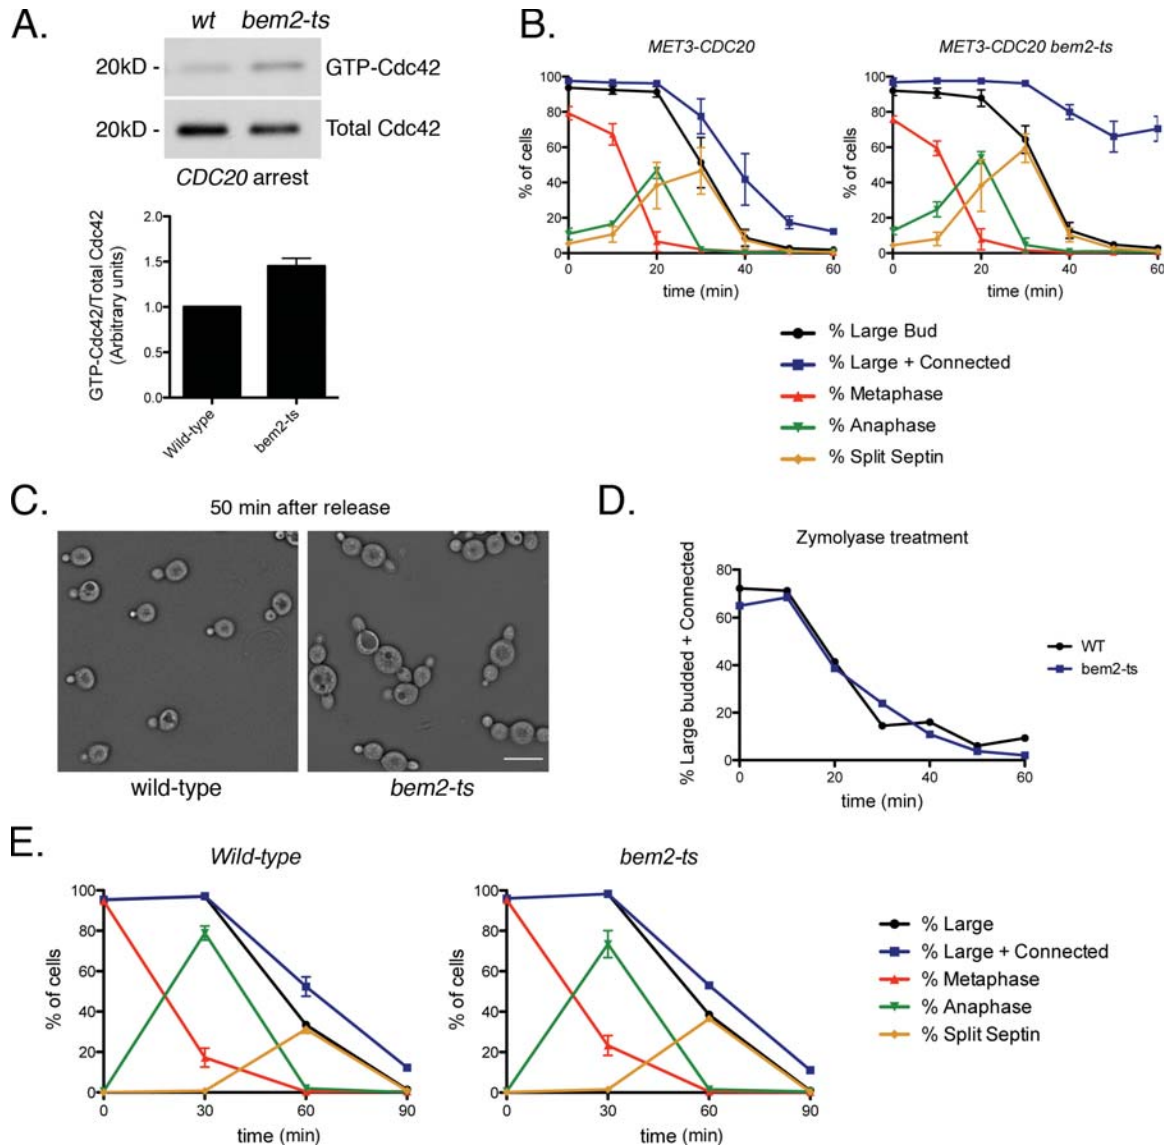 A.
wt bem2-ts
20kD - GTP-Cdc42
20kD - Total Cdc42
CDC20 arrest
GTP-Cdc42/Total Cdc42
(Arbitrary units)
2.0
1.5
1.0
0.5
0.0
Wild-type
bem2-ts
B.
MET3-CDC20
% of cells
100
80
60
40
20
0
0 20 40 60
time (min)
MET3-CDC20 bem2-ts
% of cells
100
80
60
40
20
0
0 20 40 60
time (min)
% Large Bud
% Large + Connected
% Metaphase
% Anaphase
% Split Septin
C.
50 min after release
wild-type
bem2-ts
D.
Zymolyase treatment
% Large budded + Connected
80
60
40
20
0
0 20 40 60
time (min)
WT
bem2-ts
E.
Wild-type
% of cells
100
80
60
40
20
0
0 30 60 90
time (min)
bem2-ts
% of cells
100
80
60
40
20
0
0 30 60 90
time (min)
% Large
% Large + Connected
% Metaphase
% Anaphase
% Split Septin